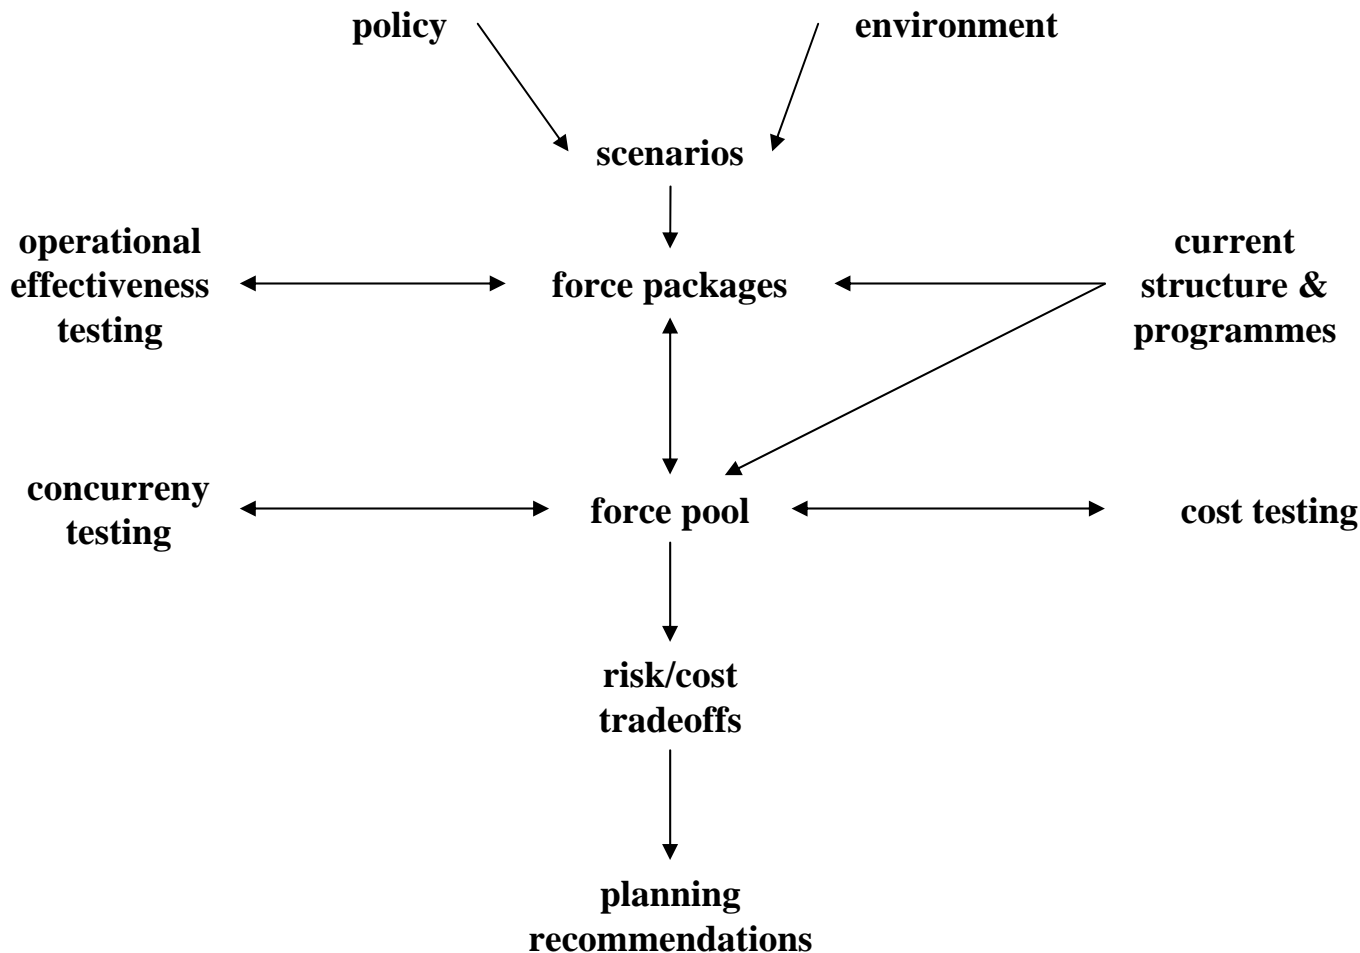 policy
environment
scenarios
operational
effectiveness
testing
force packages
current
structure &
programmes
concurreny
testing
force pool
cost testing
risk/cost
tradeoffs
planning
recommendations